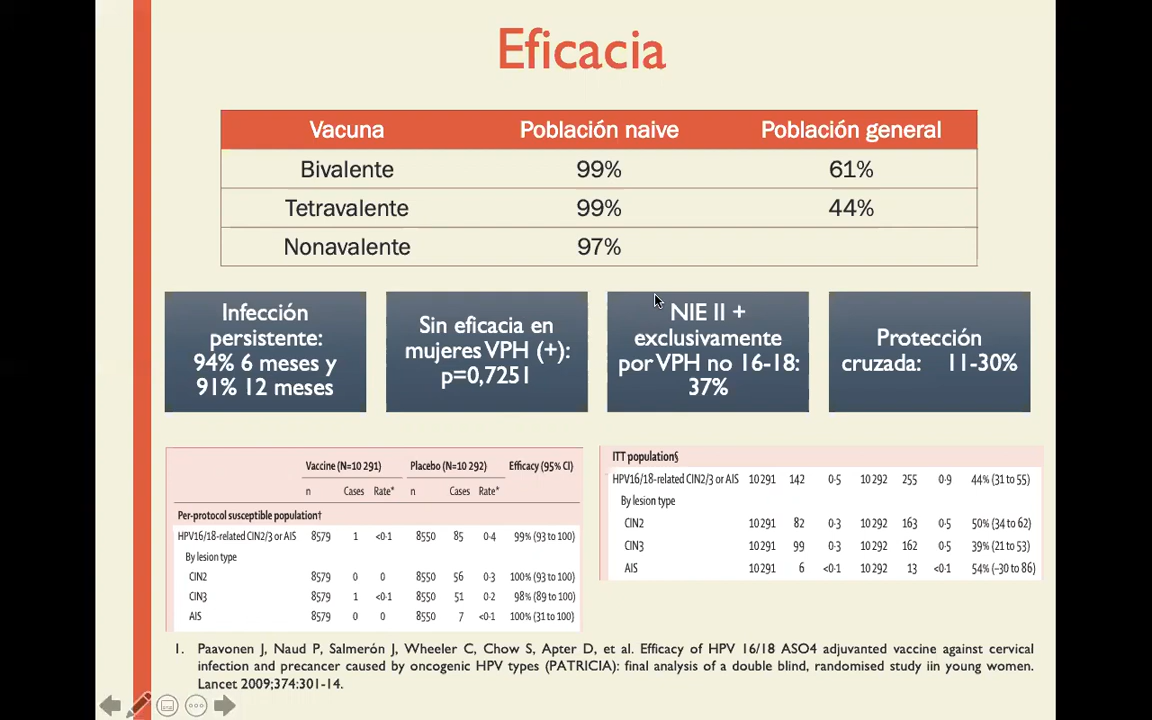 Eficacia
Vacuna Población naive Población general
Bivalente 99% 61%
Tetravalente 99% 44%
Nonavalente 97%
Infección
persistente:
94% 6 meses y
91% 12 meses
Sin eficacia en
mujeres VPH (+):
p=0,7251
NIE II +
exclusivamente
por VPH no 16-18:
37%
Protección
cruzada: 11-30%
Vaccine (N=10 291) Placebo (N=10 292) Efficacy (95% CI)
n Cases Rate* n Cases Rate*
Per-protocol susceptible population†
HPV16/18-related CIN2/3 or AIS 8579 1 <0·1 8550 85 0·4 99% (93 to 100)
By lesion type
CIN2 8579 0 0 8550 56 0·3 100% (93 to 100)
CIN3 8579 1 <0·1 8550 51 0·2 98% (89 to 100)
AIS 8579 0 0 8550 7 <0·1 100% (31 to 100)
ITT population§
HPV16/18-related CIN2/3 or AIS 10 291 142 0·5 10 292 255 0·9 44% (31 to 55)
By lesion type
CIN2 10 291 82 0·3 10 292 163 0·5 50% (34 to 62)
CIN3 10 291 99 0·3 10 292 162 0·5 39% (21 to 53)
AIS 10 291 6 <0·1 10 292 13 <0·1 54% (–30 to 86)
1. Paavonen J, Naud P, Salmerón J, Wheeler C, Chow S, Apter D, et al. Efficacy of HPV 16/18 ASO4 adjuvanted vaccine against cervical
infection and precancer caused by oncogenic HPV types (PATRICIA): final analysis of a double blind, randomised study iin young women.
Lancet 2009;374:301-14.